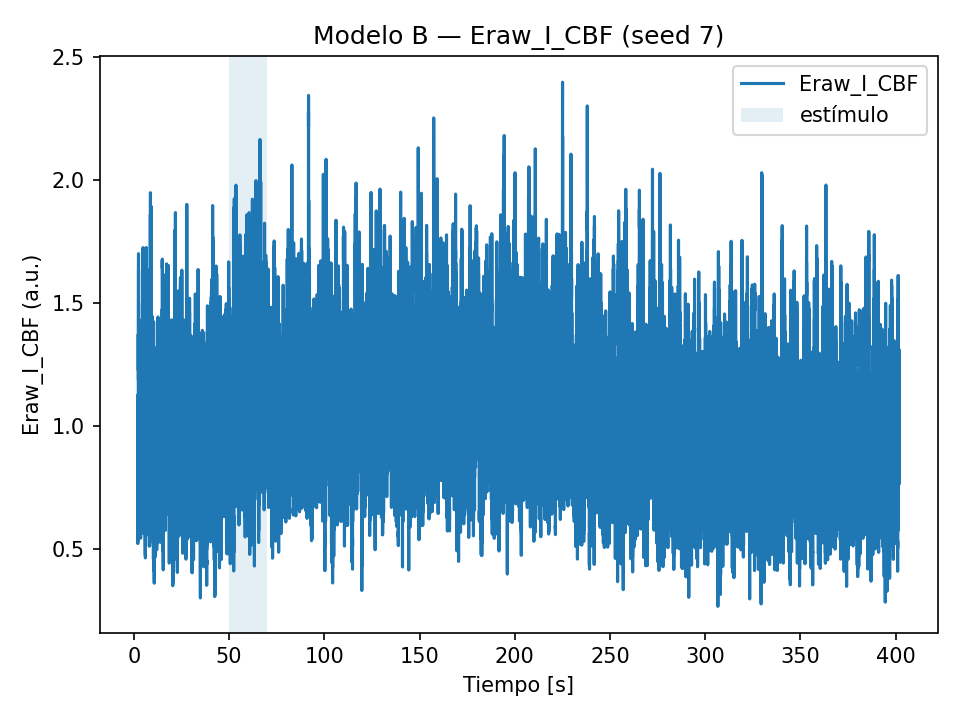 Modelo B — Eraw_I_CBF (seed 7)
Eraw_I_CBF
estímulo
Eraw_I_CBF (a.u.)
2.5
2.0
1.5
1.0
0.5
0 50 100 150 200 250 300 350 400
Tiempo [s]